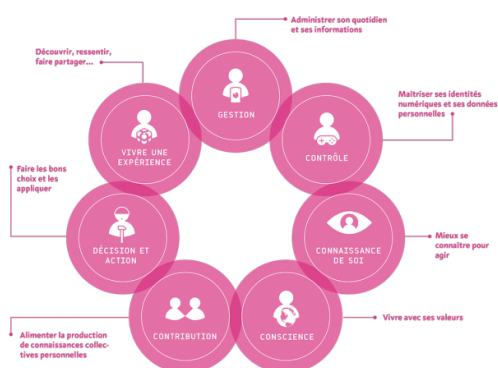 Administrer son quotidien
et ses informations
GESTION
Maîtriser ses identités
numériques et ses données
personnelles
CONTRÔLE
Mieux se
connaître pour
agir
CONNAISSANCE
DE SOI
Vivre avec ses valeurs
CONSCIENCE
Alimenter la production
de connaissances collec-
tives personnelles
CONTRIBUTION
Faire les bons
choix et les
appliquer
DÉCISION ET
ACTION
Découvrir, ressentir,
faire partager...
VIVRE UNE
EXPÉRIENCE